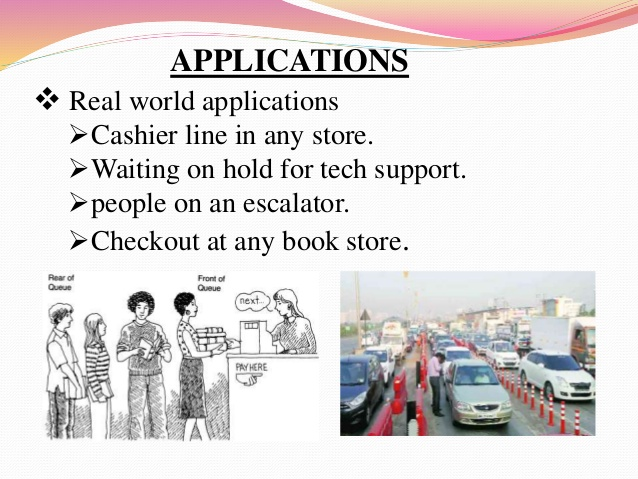 APPLICATIONS
❖ Real world applications
➢Cashier line in any store.
➢Waiting on hold for tech support.
➢people on an escalator.
➢Checkout at any book store.
Rear of
Queue
Front of
Queue
next...
PAY HERE